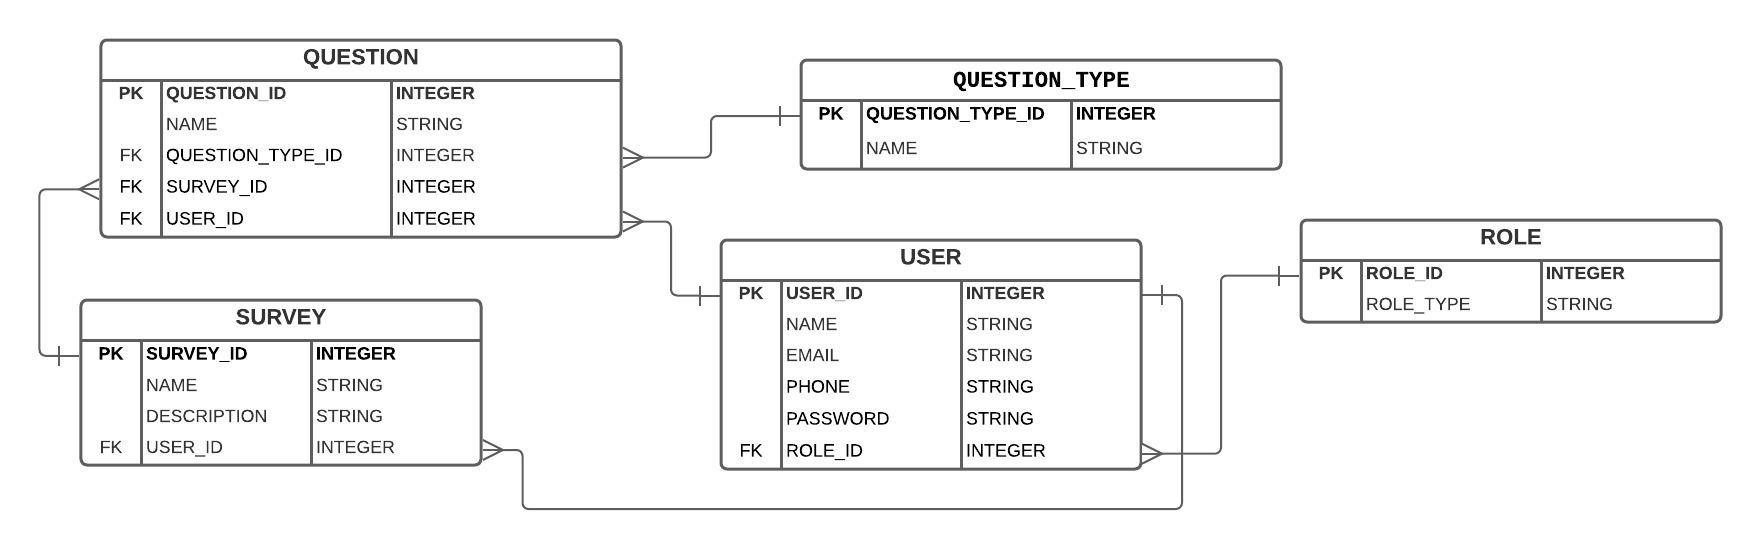 QUESTION
PK QUESTION_ID INTEGER
NAME STRING
FK QUESTION_TYPE_ID INTEGER
FK SURVEY_ID INTEGER
FK USER_ID INTEGER
QUESTION_TYPE
PK QUESTION_TYPE_ID INTEGER
NAME STRING
SURVEY
PK SURVEY_ID INTEGER
NAME STRING
DESCRIPTION STRING
FK USER_ID INTEGER
USER
PK USER_ID INTEGER
NAME STRING
EMAIL STRING
PHONE STRING
PASSWORD STRING
FK ROLE_ID INTEGER
ROLE
PK ROLE_ID INTEGER
ROLE_TYPE STRING